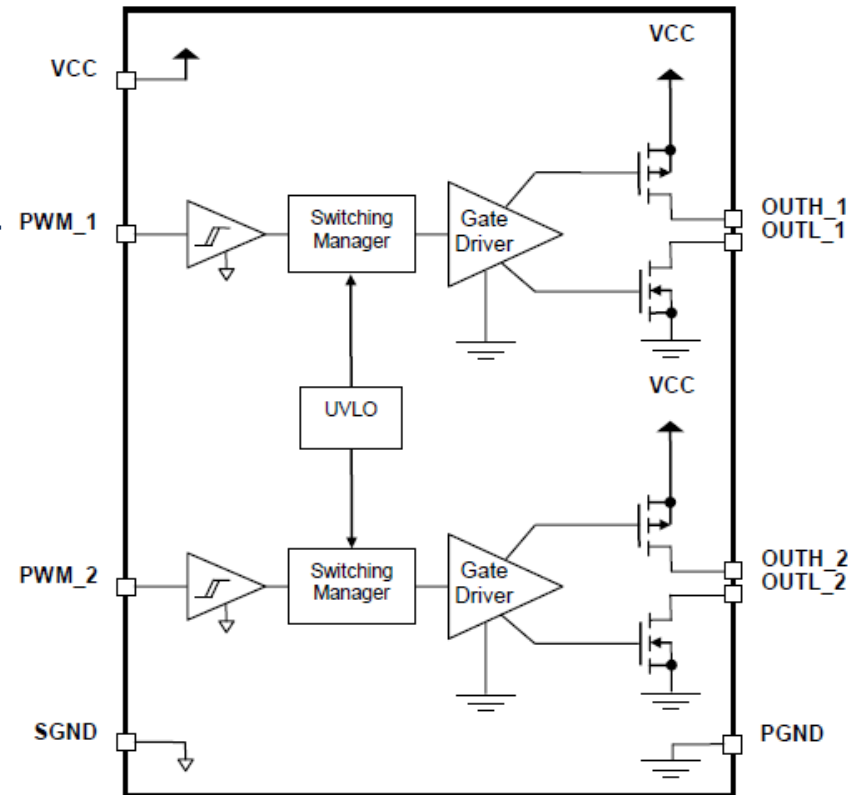 VCC
VCC
PWM_1
Switching
Manager
Gate
Driver
OUTH_1
OUTL_1
UVLO
VCC
PWM_2
Switching
Manager
Gate
Driver
OUTH_2
OUTL_2
SGND
PGND